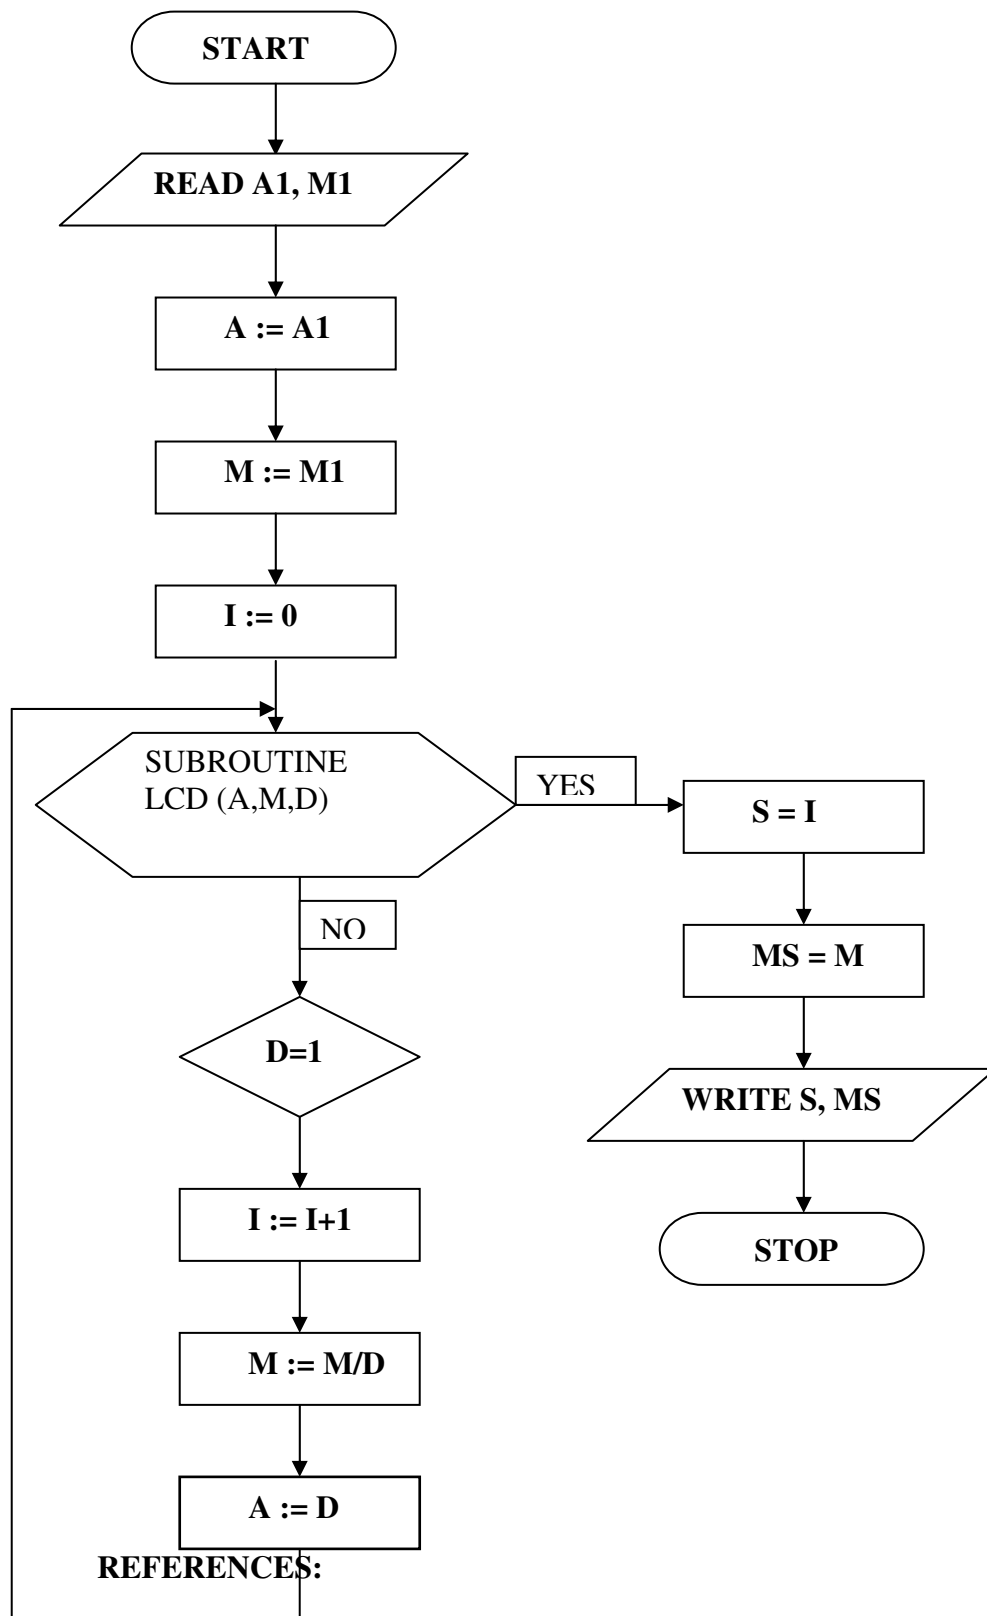 START
READ A1, M1
A := A1
M := M1
I := 0
SUBROUTINE
LCD (A,M,D)
YES
S = I
NO
MS = M
D=1
WRITE S, MS
I := I+1
STOP
M := M/D
A := D
REFERENCES: